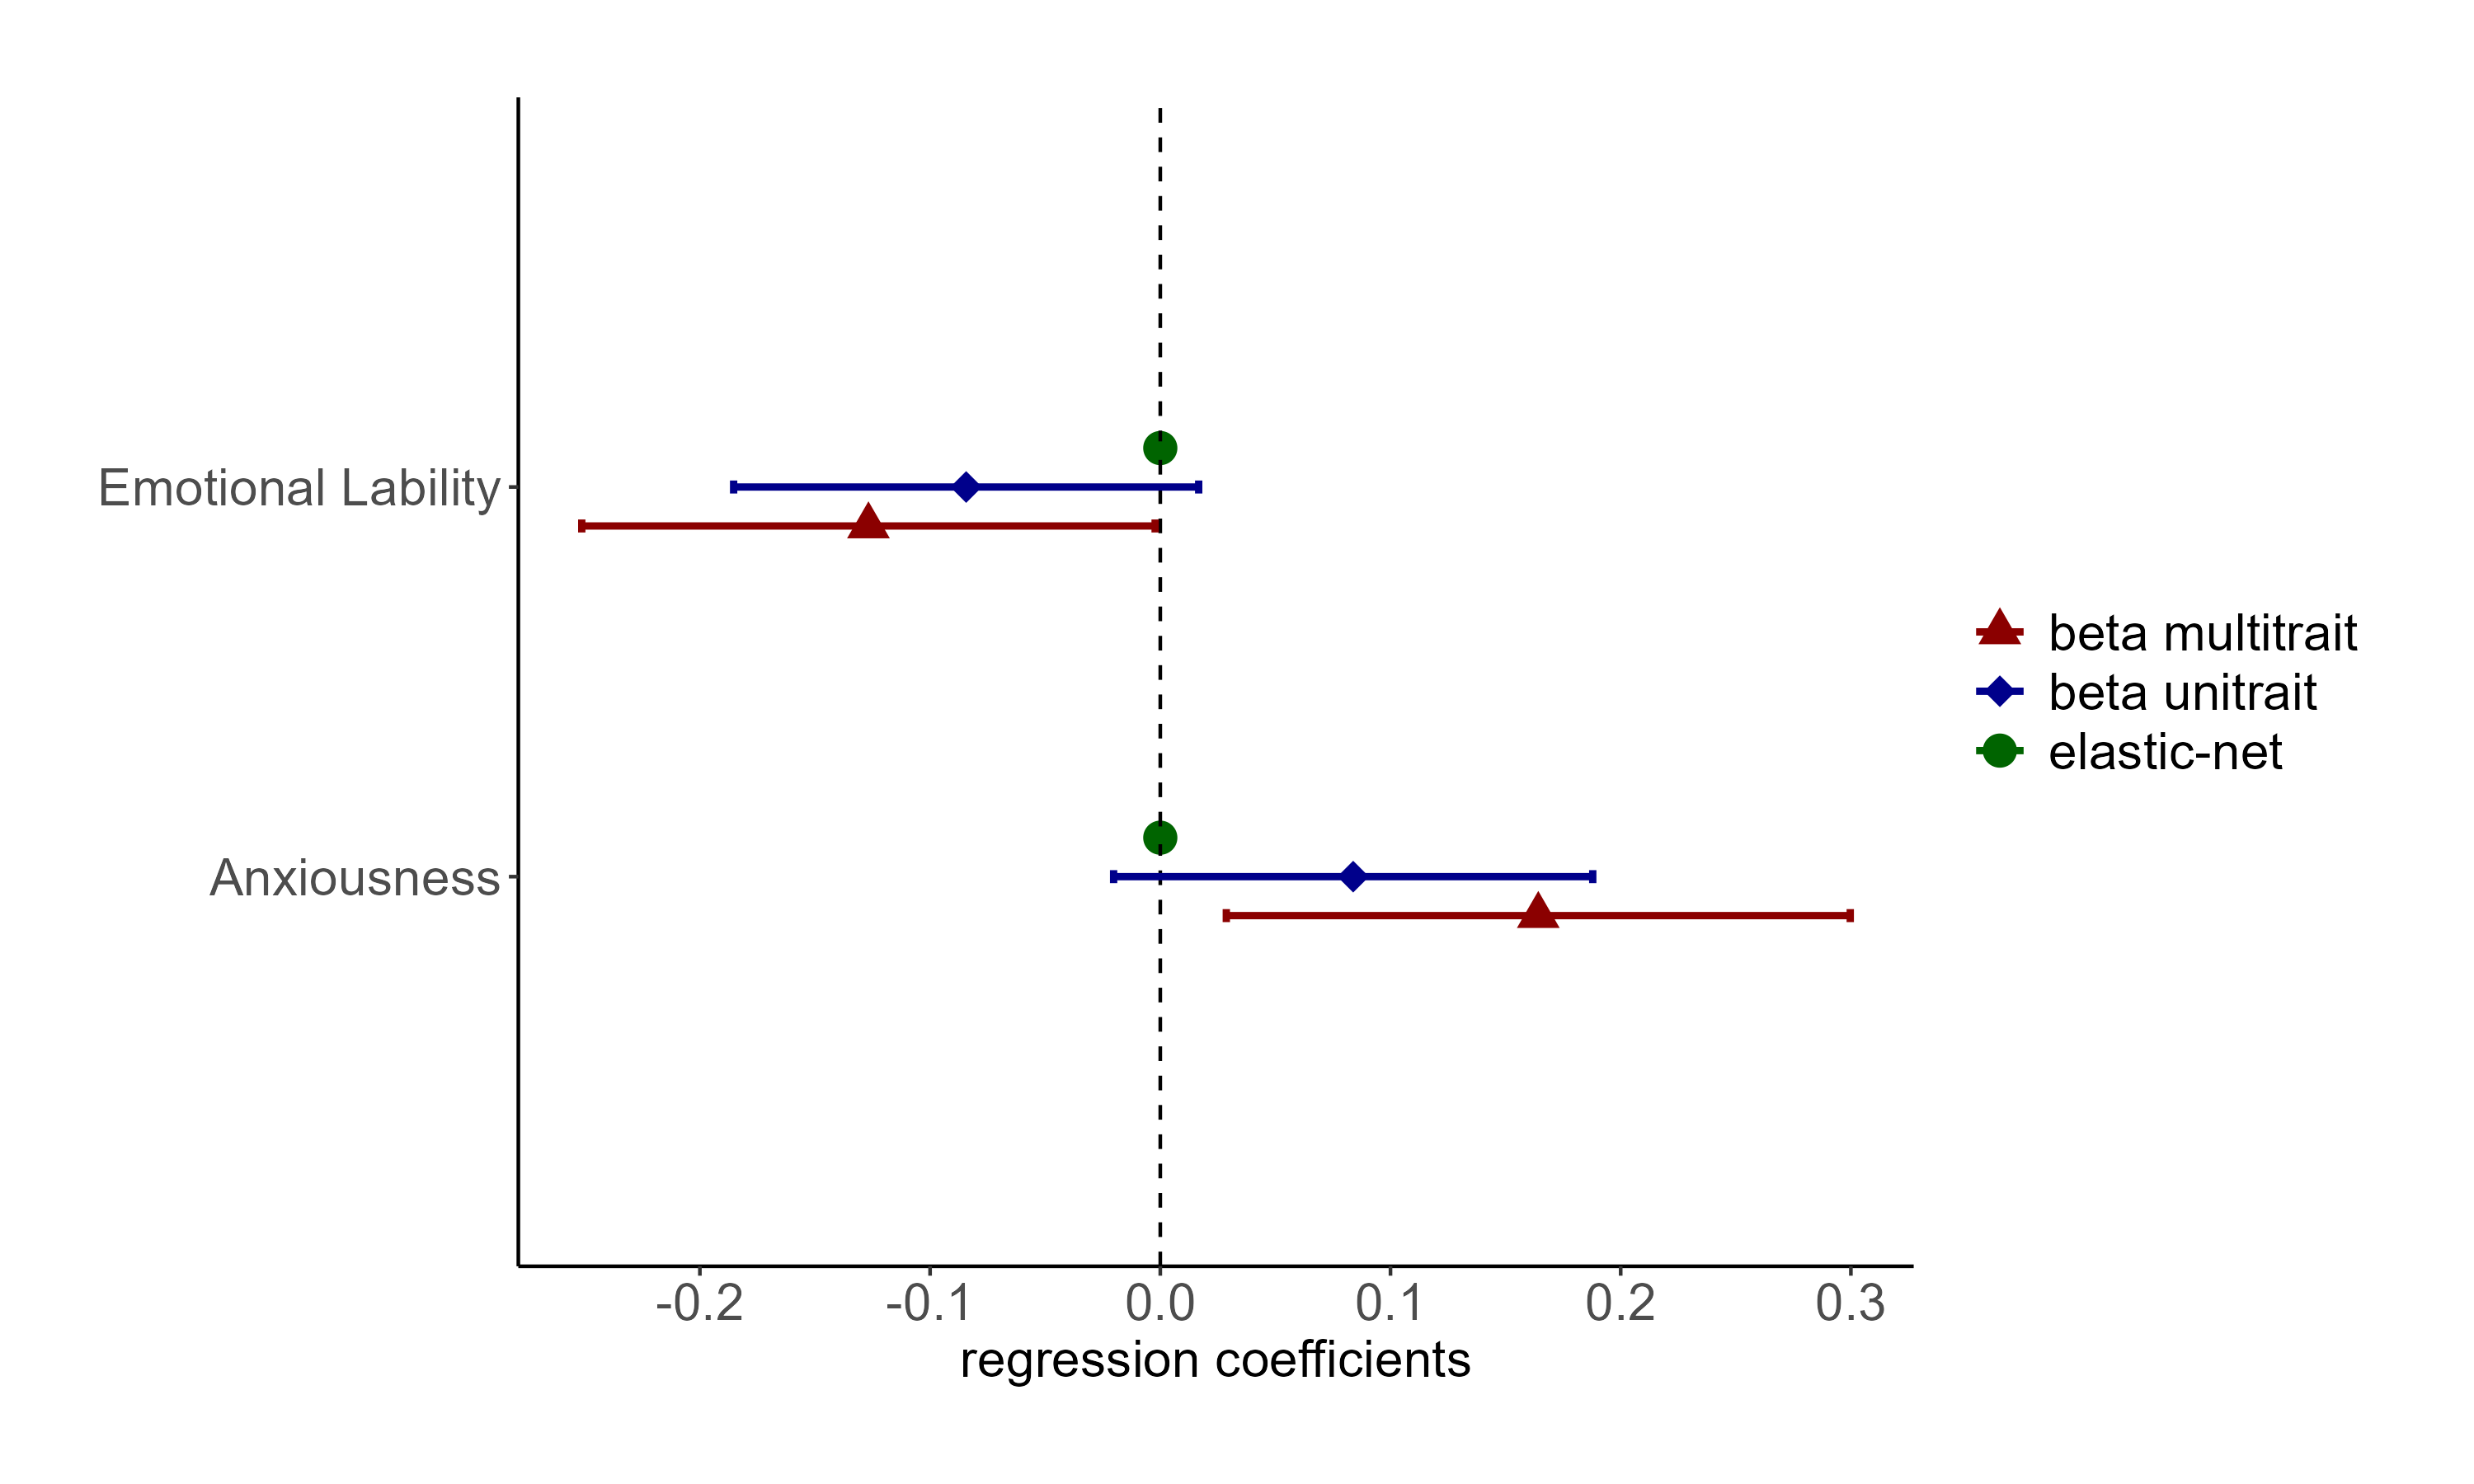 Emotional Lability
Anxiousness
beta multitrait
beta unitrait
elastic-net
-0.2 -0.1 0.0 0.1 0.2 0.3
regression coefficients